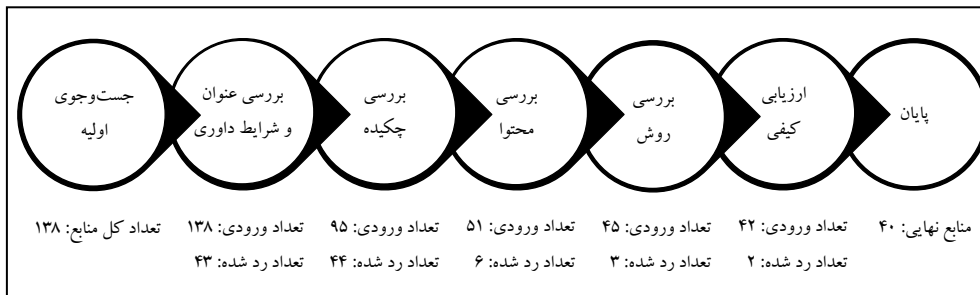 جست‌وجوی
اولیه
بررسی عنوان
و شرایط داوری
بررسی
چکیده
بررسی
محتوا
بررسی
روش
ارزیابی
کیفی
پایان
تعداد کل منابع: ۱۳۸
تعداد ورودی: ۱۳۸
تعداد رد شده: ۴۳
تعداد ورودی: ۹۵
تعداد رد شده: ۴۴
تعداد ورودی: ۵۱
تعداد رد شده: ۶
تعداد ورودی: ۴۵
تعداد رد شده: ۳
تعداد ورودی: ۴۲
تعداد رد شده: ۲
منابع نهایی: ۴۰